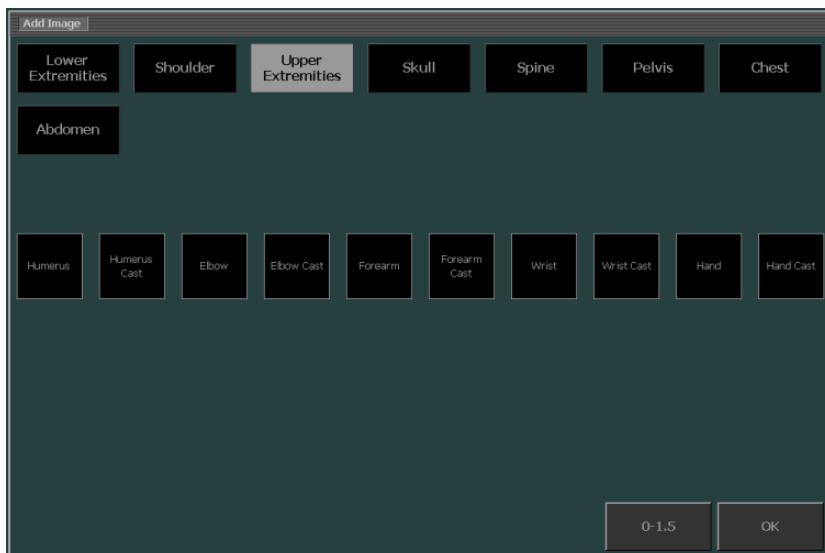 Add Image
Lower
Extremities
Shoulder
Upper
Extremities
Skull
Spine
Pelvis
Chest
Abdomen
Humerus
Humerus
Cast
Elbow
Elbow Cast
Forearm
Forearm
Cast
Wrist
Wrist Cast
Hand
Hand Cast
0-1.5
OK